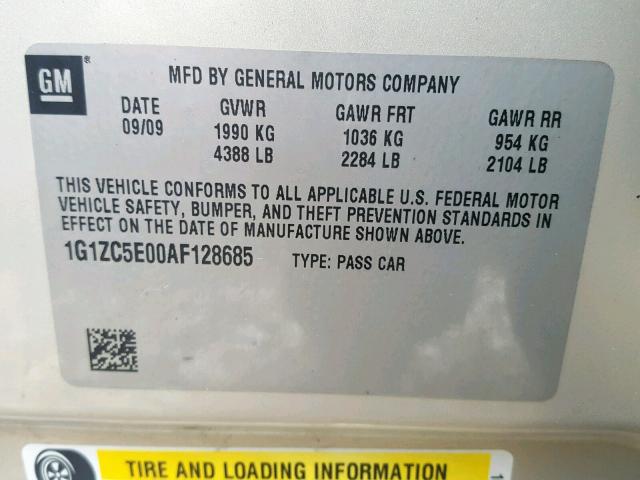 GM ®
MFD BY GENERAL MOTORS COMPANY
DATE GVWR GAWR FRT GAWR RR
09/09 1990 KG 1036 KG 954 KG
4388 LB 2284 LB 2104 LB
THIS VEHICLE CONFORMS TO ALL APPLICABLE U.S. FEDERAL MOTOR
VEHICLE SAFETY, BUMPER, AND THEFT PREVENTION STANDARDS IN
EFFECT ON THE DATE OF MANUFACTURE SHOWN ABOVE.
1G1ZC5E00AF128685 TYPE: PASS CAR
TIRE AND LOADING INFORMATION